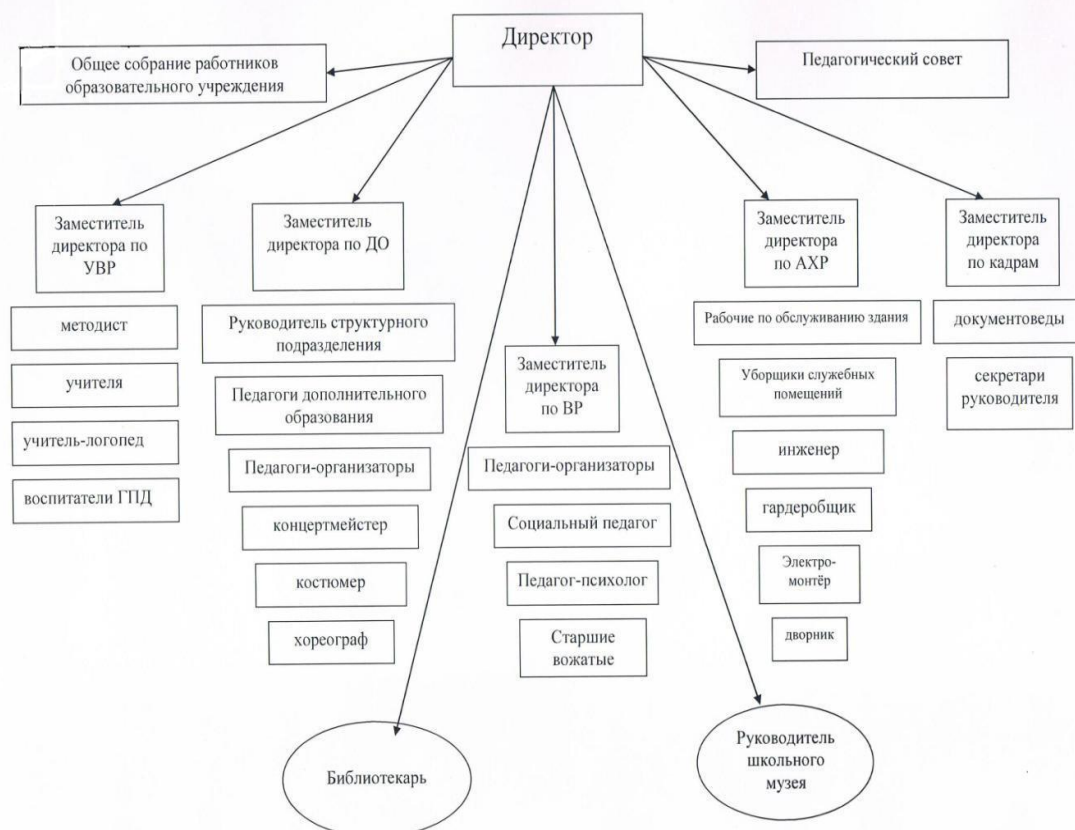 Директор
Общее собрание работников
образовательного учреждения
Педагогический совет
Заместитель
директора по
УВР
методист
учителя
учитель-логопед
воспитатели ГПД
Заместитель
директора по ДО
Руководитель структурного
подразделения
Педагоги дополнительного
образования
Педагоги-организаторы
концертмейстер
костюмер
хореограф
Заместитель
директора
по ВР
Педагоги-организаторы
Социальный педагог
Педагог-психолог
Старшие
вожатые
Заместитель
директора
по АХР
Рабочие по обслуживанию здания
Уборщики служебных
помещений
инженер
гардеробщик
Электро-
монтёр
дворник
Заместитель
директора
по кадрам
документоведы
секретари
руководителя
Библиотекарь
Руководитель
школьного
музея